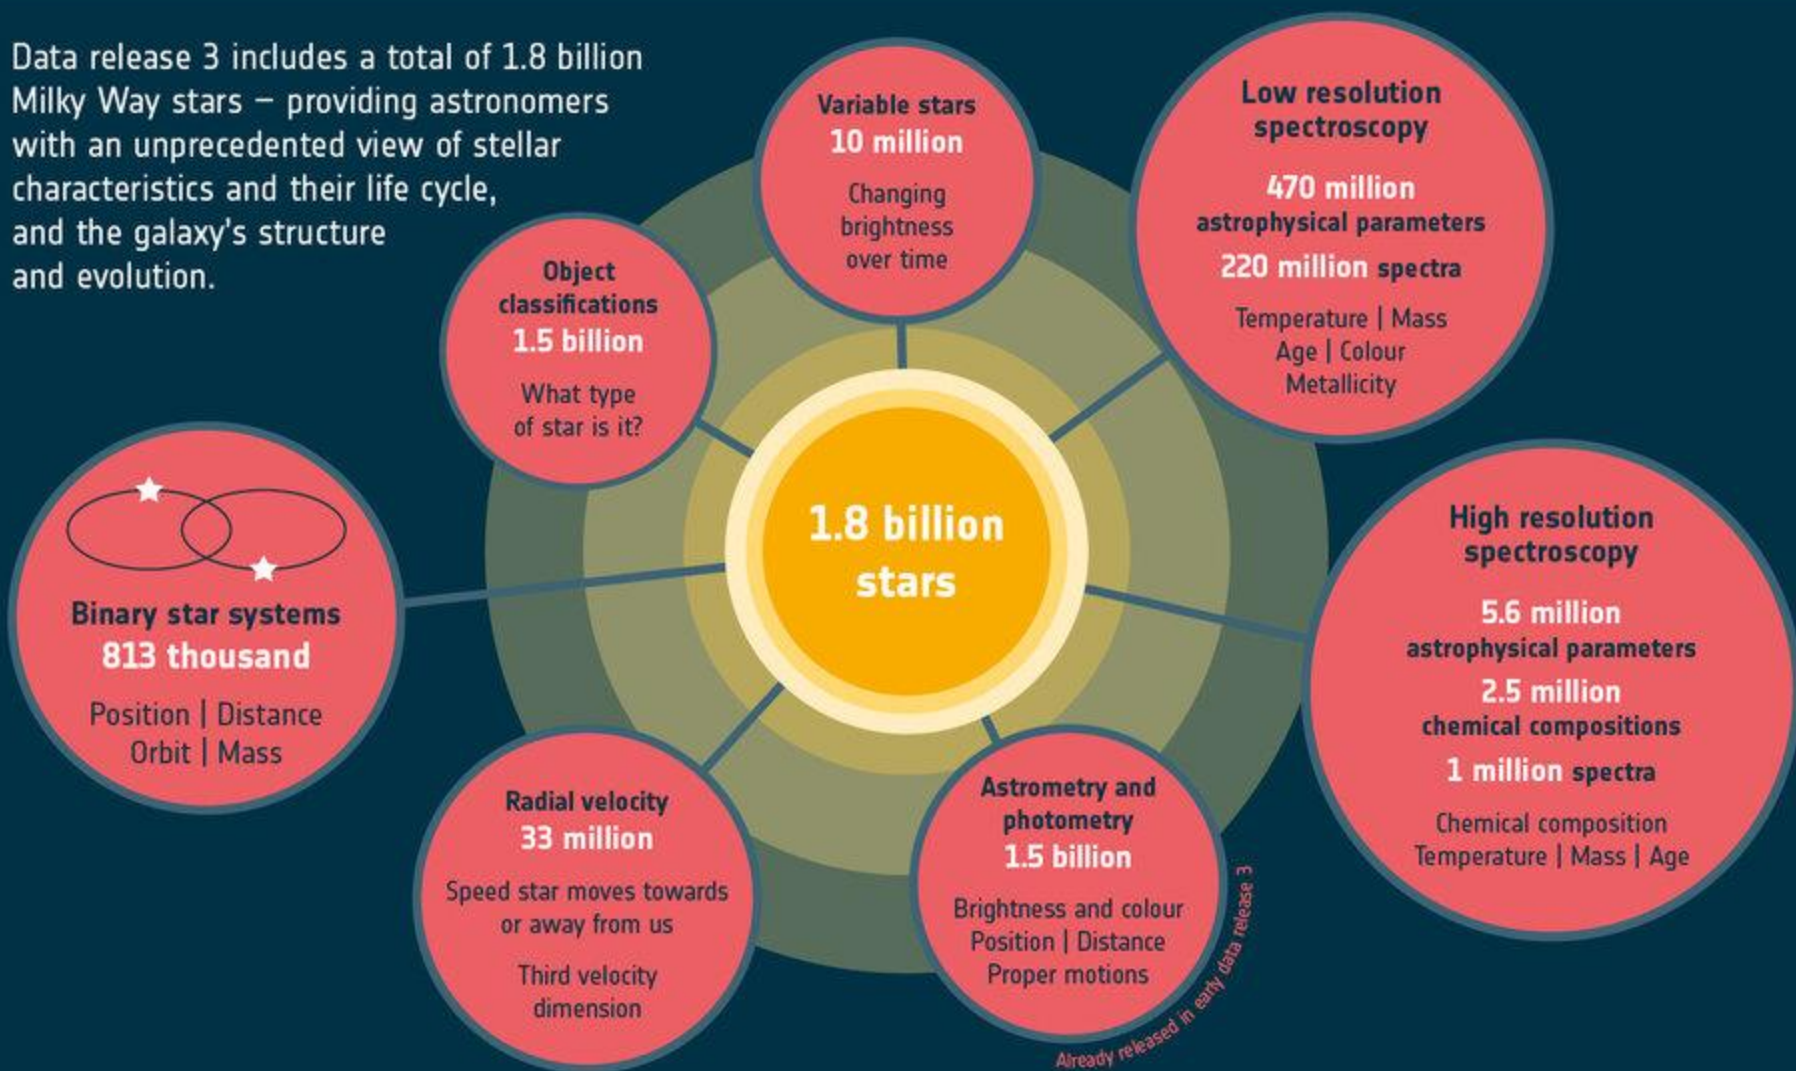 Data release 3 includes a total of 1.8 billion
Milky Way stars – providing astronomers
with an unprecedented view of stellar
characteristics and their life cycle,
and the galaxy's structure
and evolution.
Variable stars
10 million
Changing
brightness
over time
Low resolution
spectroscopy
470 million
astrophysical parameters
220 million spectra
Temperature | Mass
Age | Colour
Metallicity
Object
classifications
1.5 billion
What type
of star is it?
1.8 billion
stars
Binary star systems
813 thousand
Position | Distance
Orbit | Mass
High resolution
spectroscopy
5.6 million
astrophysical parameters
2.5 million
chemical compositions
1 million spectra
Chemical composition
Temperature | Mass | Age
Radial velocity
33 million
Speed star moves towards
or away from us
Third velocity
dimension
Astrometry and
photometry
1.5 billion
Brightness and colour
Position | Distance
Proper motions
Already released in early data release 3